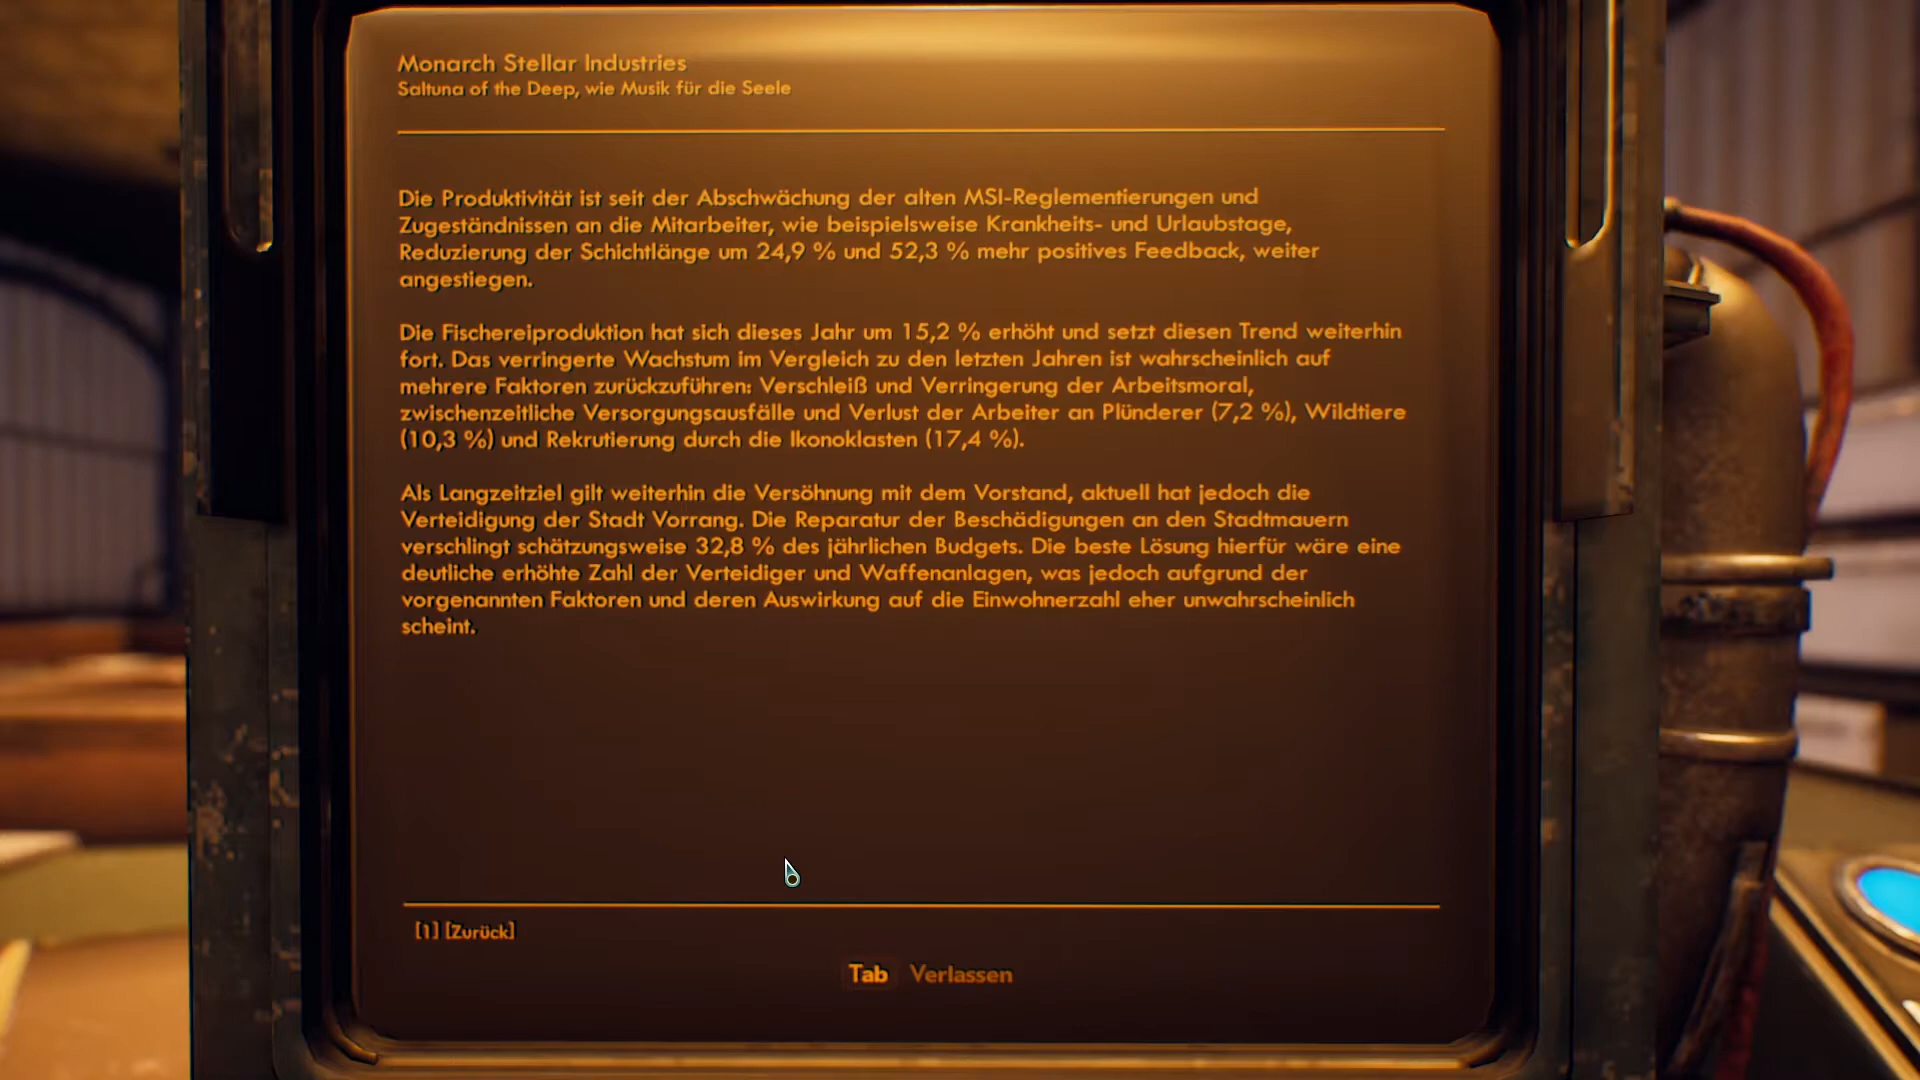 Monarch Stellar Industries
Saltuna of the Deep, wie Musik für die Seele
Die Produktivität ist seit der Abschwächung der alten MSI-Reglementierungen und
Zugeständnissen an die Mitarbeiter, wie beispielsweise Krankheits- und Urlaubstage,
Reduzierung der Schichtlänge um 24,9 % und 52,3 % mehr positives Feedback, weiter
angestiegen.
Die Fischereiproduktion hat sich dieses Jahr um 15,2 % erhöht und setzt diesen Trend weiterhin
fort. Das verringerte Wachstum im Vergleich zu den letzten Jahren ist wahrscheinlich auf
mehrere Faktoren zurückzuführen: Verschleiß und Verringerung der Arbeitsmoral,
zwischenzeitliche Versorgungsausfälle und Verlust der Arbeiter an Plünderer (7,2 %), Wildtiere
(10,3 %) und Rekrutierung durch die Ikonoklasten (17,4 %).
Als Langzeitziel gilt weiterhin die Versöhnung mit dem Vorstand, aktuell hat jedoch die
Verteidigung der Stadt Vorrang. Die Reparatur der Beschädigungen an den Stadtmauern
verschlingt schätzungsweise 32,8 % des jährlichen Budgets. Die beste Lösung hierfür wäre eine
deutliche erhöhte Zahl der Verteidiger und Waffenanlagen, was jedoch aufgrund der
vorgenannten Faktoren und deren Auswirkung auf die Einwohnerzahl eher unwahrscheinlich
scheint.
[1] [Zurück]
Tab Verlassen